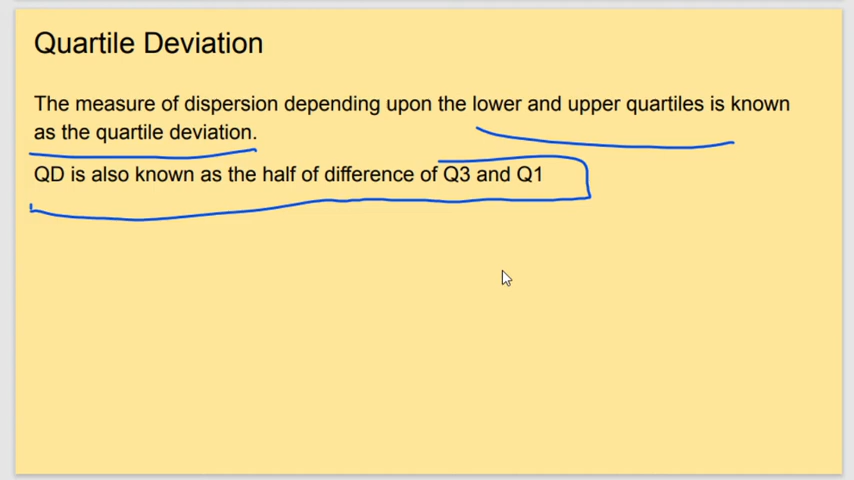 Quartile Deviation
The measure of dispersion depending upon the lower and upper quartiles is known
as the quartile deviation.
QD is also known as the half of difference of Q3 and Q1